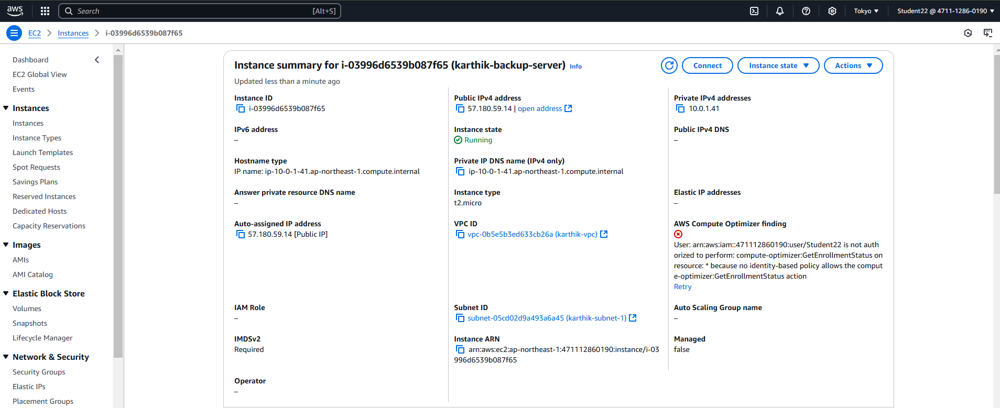 aws
Search [Alt+S]
Tokyo
Student22 @ 4711-1286-0190
EC2
Instances
i-03996d6539b087f65
Dashboard
EC2 Global View
Events
Instances
Instances
Instance Types
Launch Templates
Spot Requests
Savings Plans
Reserved Instances
Dedicated Hosts
Capacity Reservations
Images
AMIs
AMI Catalog
Elastic Block Store
Volumes
Snapshots
Lifecycle Manager
Network & Security
Security Groups
Elastic IPs
Placement Groups
Instance summary for i-03996d6539b087f65 (karthik-backup-server) Info
Connect
Instance state
Actions
Updated less than a minute ago
Instance ID
i-03996d6539b087f65
Public IPv4 address
57.180.59.14 | open address
Private IPv4 addresses
10.0.1.41
IPv6 address
–
Instance state
Running
Public IPv4 DNS
–
Hostname type
IP name: ip-10-0-1-41.ap-northeast-1.compute.internal
Private IP DNS name (IPv4 only)
ip-10-0-1-41.ap-northeast-1.compute.internal
Answer private resource DNS name
–
Instance type
t2.micro
Elastic IP addresses
–
Auto-assigned IP address
57.180.59.14 [Public IP]
VPC ID
vpc-0b5e5b3ed633cb26a (karthik-vpc)
AWS Compute Optimizer finding
User: arn:aws:iam::471112860190:user/Student22 is not auth
orized to perform: compute-optimizer:GetEnrollmentStatus on
resource: * because no identity-based policy allows the comput
e-optimizer:GetEnrollmentStatus action
Retry
IAM Role
–
Subnet ID
subnet-05cd02d9a493a6a45 (karthik-subnet-1)
Auto Scaling Group name
–
IMDSv2
Required
Instance ARN
arn:aws:ec2:ap-northeast-1:471112860190:instance/i-03
996d6539b087f65
Managed
false
Operator
–